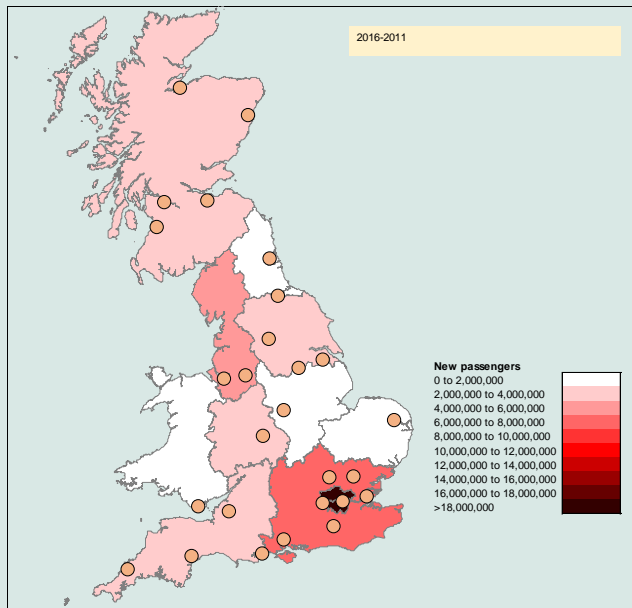 2016-2011
New passengers
0 to 2,000,000
2,000,000 to 4,000,000
4,000,000 to 6,000,000
6,000,000 to 8,000,000
8,000,000 to 10,000,000
10,000,000 to 12,000,000
12,000,000 to 14,000,000
14,000,000 to 16,000,000
16,000,000 to 18,000,000
>18,000,000